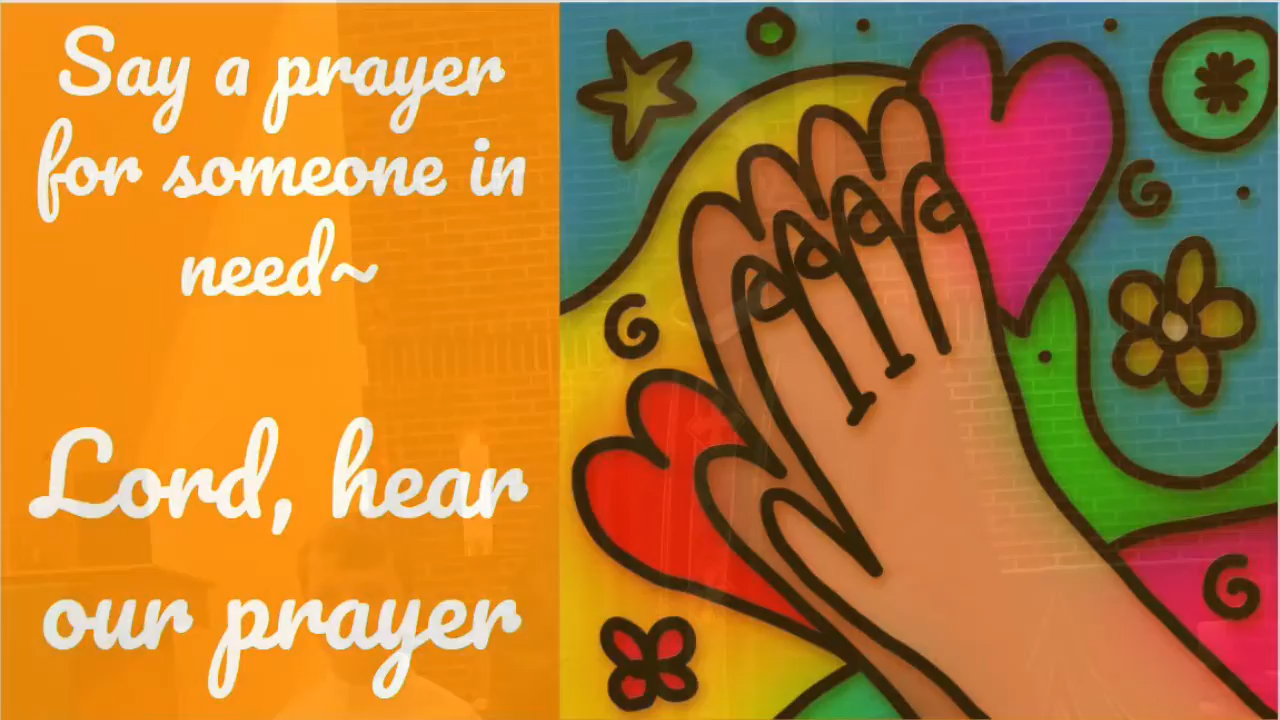 Say a prayer
for someone in
need~
Lord, hear
our prayer